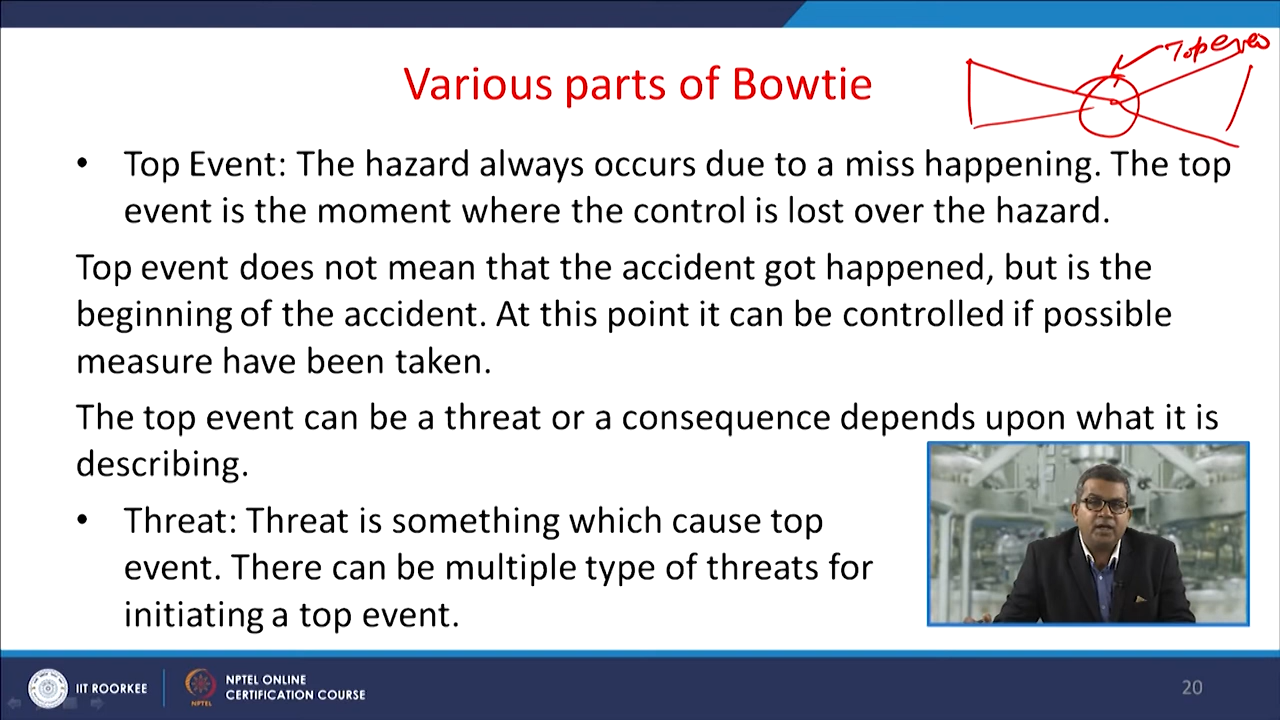 Top eve
Various parts of Bowtie
• Top Event: The hazard always occurs due to a miss happening. The top
event is the moment where the control is lost over the hazard.
Top event does not mean that the accident got happened, but is the
beginning of the accident. At this point it can be controlled if possible
measure have been taken.
The top event can be a threat or a consequence depends upon what it is
describing.
• Threat: Threat is something which cause top
event. There can be multiple type of threats for
initiating a top event.
IIT ROORKEE
NPTEL ONLINE
CERTIFICATION COURSE
NPTEL
20